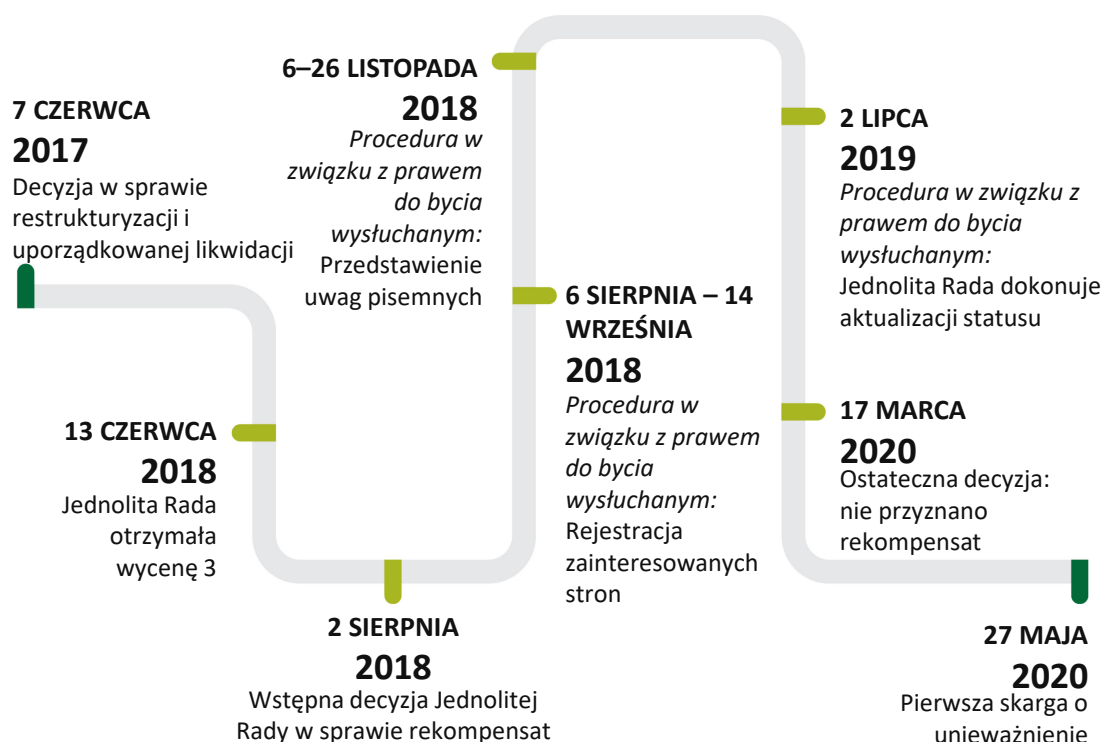 7 CZERWCA
2017
Decyzja w sprawie
restrukturyzacji i
uporządkowanej likwidacji
13 CZERWCA
2018
Jednolita Rada
otrzymała
wycenę 3
2 SIERPNIA
2018
Wstępna decyzja Jednolitej
Rady w sprawie rekompensat
6 SIERPNIA – 14
WRZEŚNIA
2018
Procedura w
związku z prawem
do bycia
wysłuchanym:
Rejestracja
zainteresowanych
stron
6–26 LISTOPADA
2018
Procedura w
związku z prawem
do bycia
wysłuchanym:
Przedstawienie
uwag pisemnych
2 LIPCA
2019
Procedura w związku z
prawem do bycia
wysłuchanym:
Jednolita Rada dokonuje
aktualizacji statusu
17 MARCA
2020
Ostateczna decyzja:
nie przyznano
rekompensat
27 MAJA
2020
Pierwsza skarga o
unieważnienie